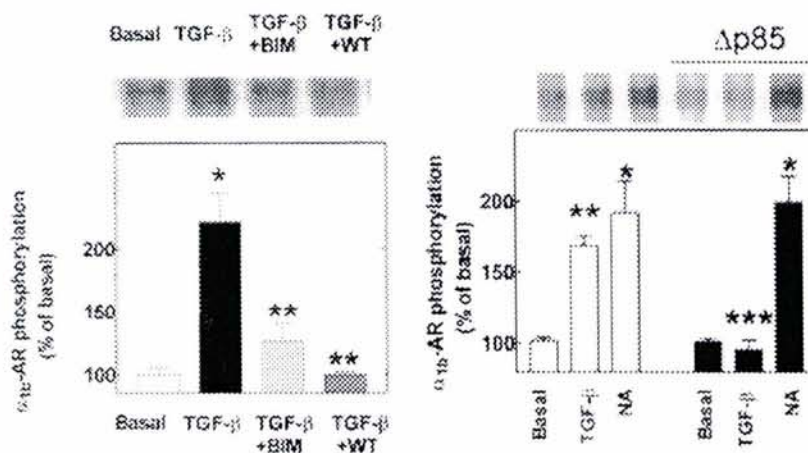 Basal TGF-β TGF-β +BIM TGF-β +WT
α1b-AR phosphorylation
(% of basal)
200
150
100
*
**
**
Basal TGF-β TGF-β +BIM TGF-β +WT
Δp85
α1b-AR phosphorylation
(% of basal)
200
150
100
**
*
***
*
Basal TGF-β NA Basal TGF-β NA